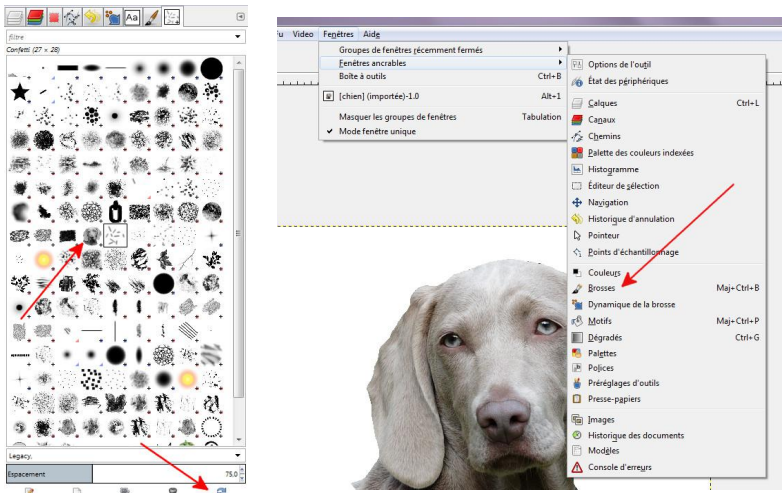 Aa
filtre
Confetti (27 × 28)
Legacy,
Espacement 75.0
Fu Video Fenêtres Aide
Groupes de fenêtres récemment fermés
Fenêtres ancrables
Boîte à outils Ctrl+B
[chien] (importée)-1.0 Alt+1
Masquer les groupes de fenêtres Tabulation
Mode fenêtre unique
Options de l'outil
État des périphériques
Calques Ctrl+L
Canaux
Chemins
Palette des couleurs indexées
Histogramme
Éditeur de sélection
Navigation
Historique d'annulation
Pointeur
Points d'échantillonnage
Couleurs
Brosses Maj+Ctrl+B
Dynamique de la brosse
Motifs Maj+Ctrl+P
Dégradés Ctrl+G
Palettes
Polices
Préréglages d'outils
Presse-papiers
Images
Historique des documents
Modèles
Console d'erreurs